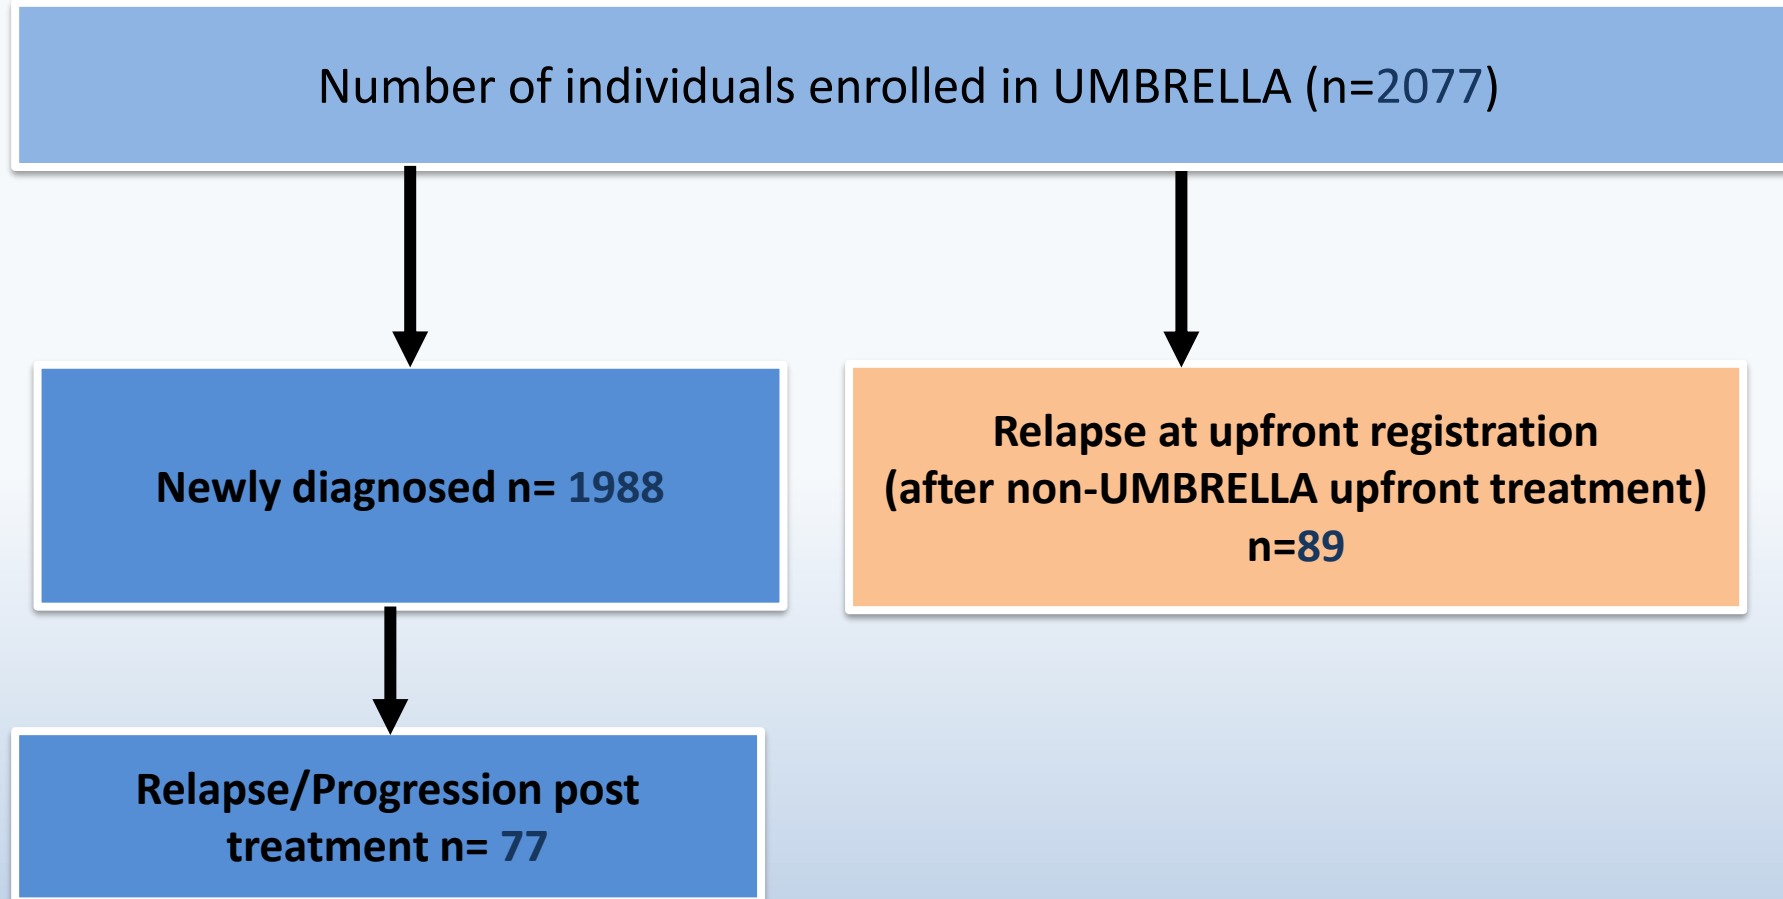 Number of individuals enrolled in UMBRELLA (n=2077)
Newly diagnosed n= 1988
Relapse at upfront registration
(after non-UMBRELLA upfront treatment)
n=89
Relapse/Progression post
treatment n= 77